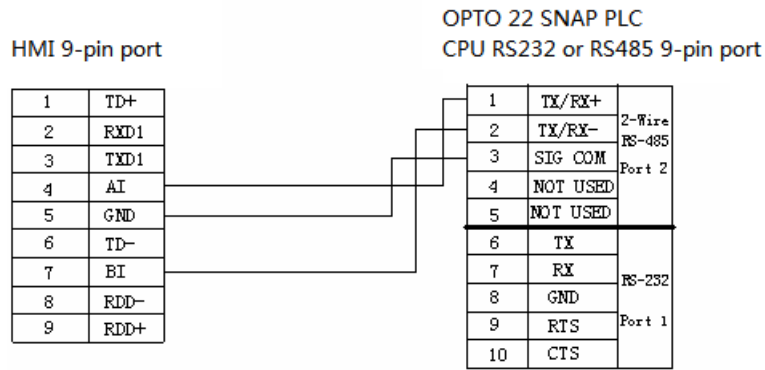 OPTO 22 SNAP PLC
HMI 9-pin port
CPU RS232 or RS485 9-pin port
1 TD+
2 RXD1
3 TXD1
4 AI
5 GND
6 TD-
7 BI
8 RDD-
9 RDD+
1 TX/RX+
2 TX/RX-
3 SIG COM
4 NOT USED
5 NOT USED
2-Wire
RS-485
Port 2
6 TX
7 RX
8 GND
9 RTS
10 CTS
RS-232
Port 1